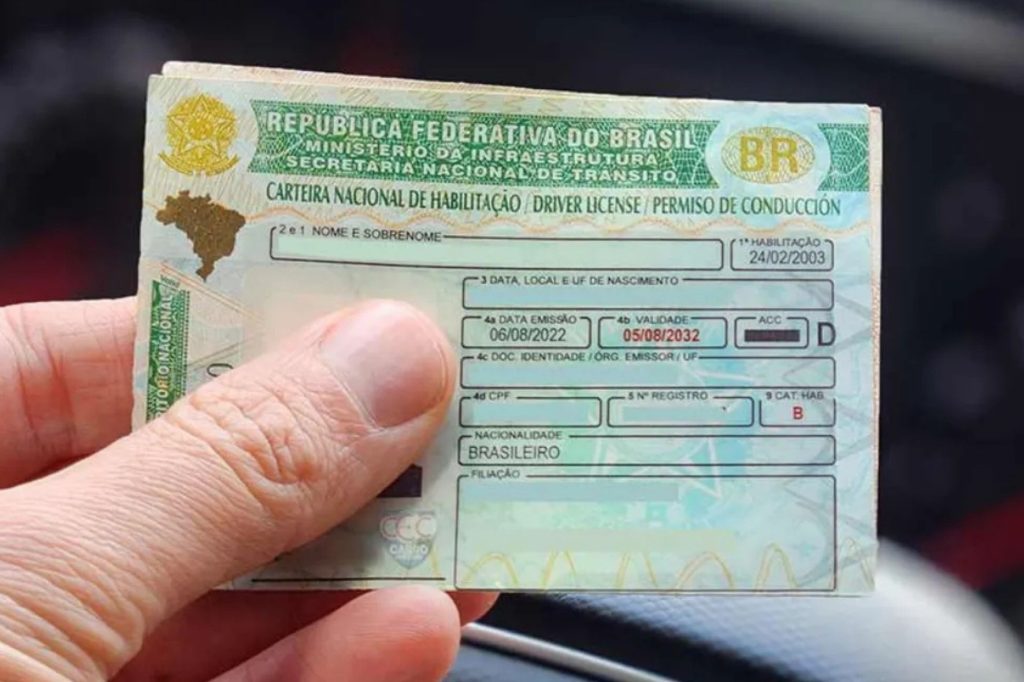 REPÚBLICA FEDERATIVA DO BRASIL
MINISTÉRIO DA INFRAESTRUTURA
SECRETARIA NACIONAL DE TRÂNSITO
BR
CARTEIRA NACIONAL DE HABILITAÇÃO / DRIVER LICENSE / PERMISO DE CONDUCCIÓN
2 e 1 NOME E SOBRENOME
1ª HABILITAÇÃO
24/02/2003
3 DATA, LOCAL E UF DE NASCIMENTO
4a DATA EMISSÃO
06/08/2022
4b VALIDADE
05/08/2032
ACC
D
4c DOC. IDENTIDADE / ÓRG. EMISSOR / UF
4d CPF
5 Nº REGISTRO
9 CAT. HAB.
B
NACIONALIDADE
BRASILEIRO
FILIAÇÃO
NACIONAL